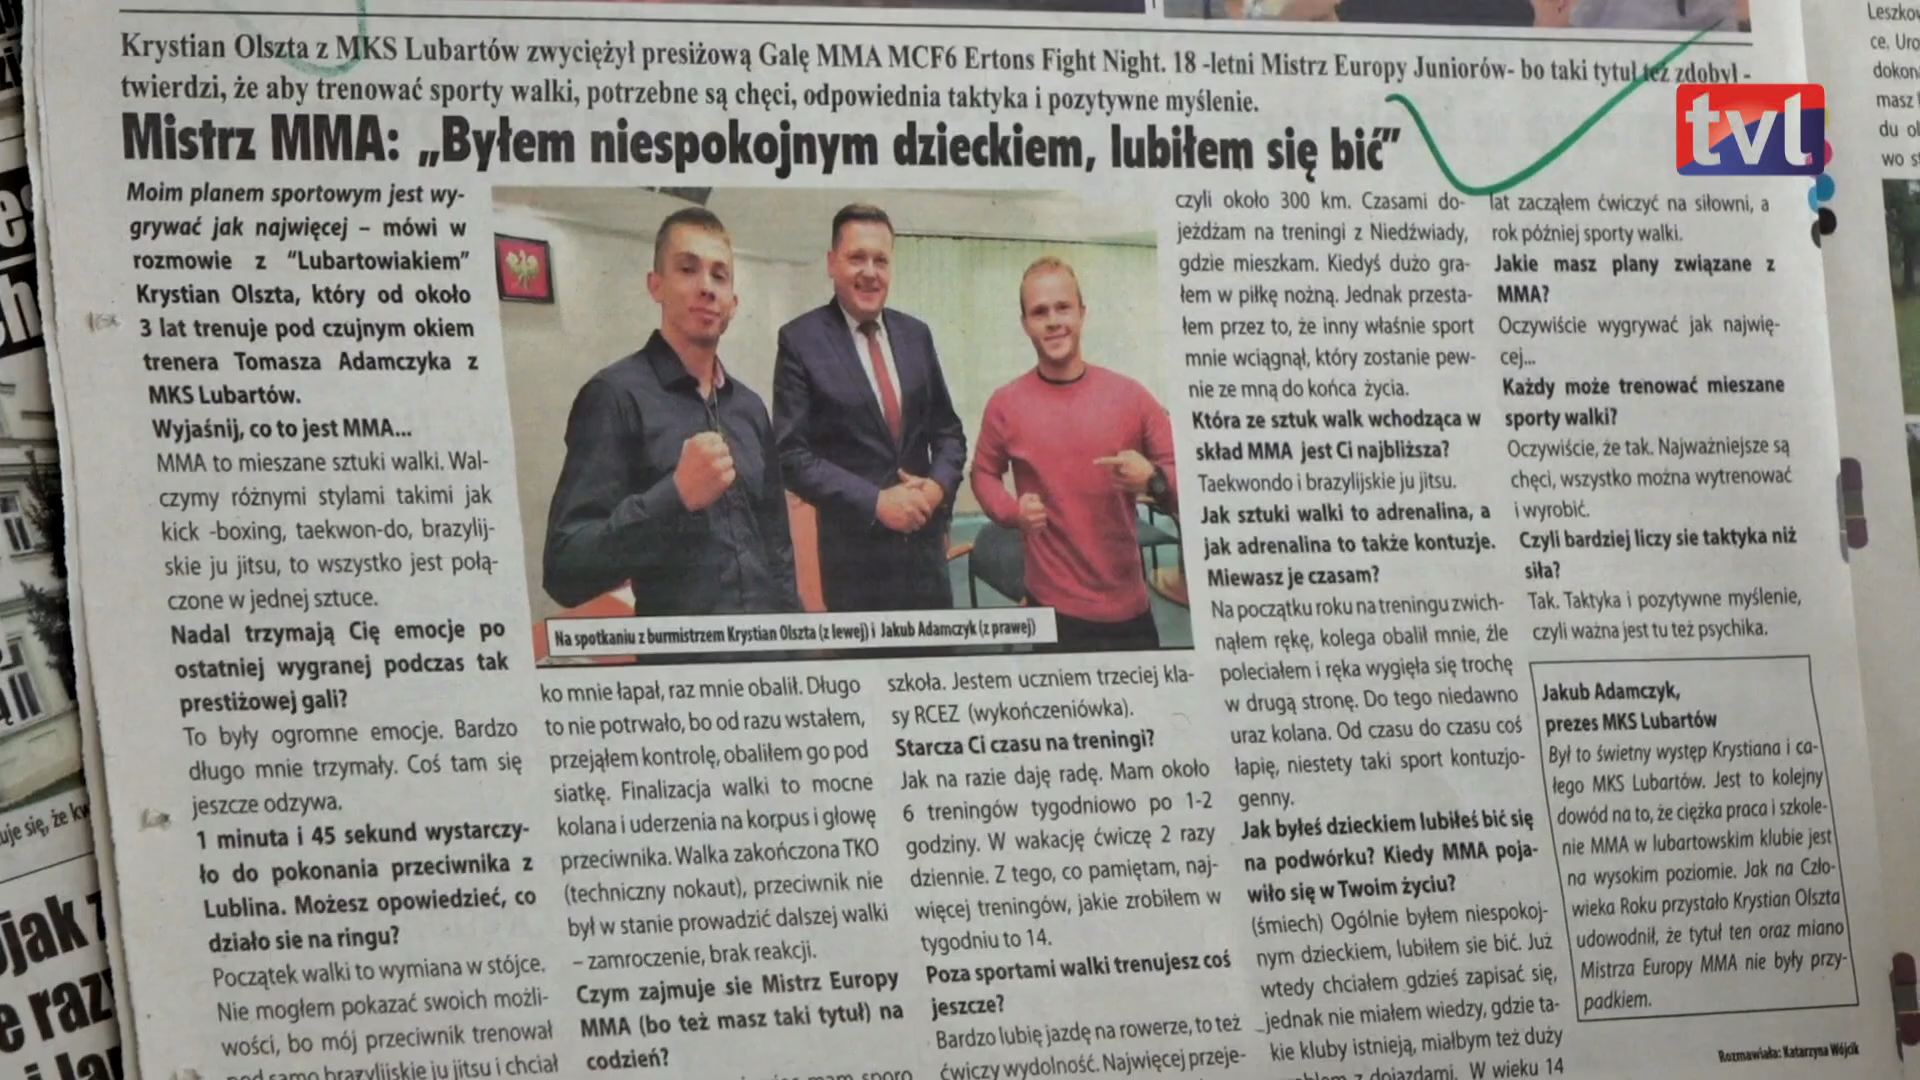 Krystian Olszta z MKS Lubartów zwyciężył presiżową Galę MMA MCF6 Ertons Fight Night. 18 -letni Mistrz Europy Juniorów- bo taki tytuł też zdobył -
twierdzi, że aby trenować sporty walki, potrzebne są chęci, odpowiednia taktyka i pozytywne myślenie.
Mistrz MMA: „Byłem niespokojnym dzieckiem, lubiłem się bić”
Moim planem sportowym jest wy-
grywać jak najwięcej – mówi w
rozmowie z “Lubartowiakiem”
Krystian Olszta, który od około
3 lat trenuje pod czujnym okiem
trenera Tomasza Adamczyka z
MKS Lubartów.
Wyjaśnij, co to jest MMA...
MMA to mieszane sztuki walki. Wal-
czymy różnymi stylami takimi jak
kick -boxing, taekwon-do, brazylij-
skie ju jitsu, to wszystko jest połą-
czone w jednej sztuce.
Nadal trzymają Cię emocje po
ostatniej wygranej podczas tak
prestiżowej gali?
To były ogromne emocje. Bardzo
długo mnie trzymały. Coś tam się
jeszcze odzywa.
1 minuta i 45 sekund wystarczy-
ło do pokonania przeciwnika z
Lublina. Możesz opowiedzieć, co
działo sie na ringu?
Początek walki to wymiana w stójce.
Nie mogłem pokazać swoich możli-
wości, bo mój przeciwnik trenował
pod samo brazylijskie ju jitsu i chciał
Na spotkaniu z burmistrzem Krystian Olszta (z lewej) i Jakub Adamczyk (z prawej)
ko mnie łapał, raz mnie obalił. Długo
to nie potrwało, bo od razu wstałem,
przejąłem kontrolę, obaliłem go pod
siatkę. Finalizacja walki to mocne
kolana i uderzenia na korpus i głowę
przeciwnika. Walka zakończona TKO
(techniczny nokaut), przeciwnik nie
był w stanie prowadzić dalszej walki
– zamroczenie, brak reakcji.
Czym zajmuje sie Mistrz Europy
MMA (bo też masz taki tytuł) na
codzień?
mam sporo
szkoła. Jestem uczniem trzeciej kla-
sy RCEZ (wykończeniówka).
Starcza Ci czasu na treningi?
Jak na razie daję radę. Mam około
6 treningów tygodniowo po 1-2
godziny. W wakację ćwiczę 2 razy
dziennie. Z tego, co pamiętam, naj-
więcej treningów, jakie zrobiłem w
tygodniu to 14.
Poza sportami walki trenujesz coś
jeszcze?
Bardzo lubię jazdę na rowerze, to też
ćwiczy wydolność. Najwięcej przeje-
czyli około 300 km. Czasami do-
jeżdżam na treningi z Niedźwiady,
gdzie mieszkam. Kiedyś dużo gra-
łem w piłkę nożną. Jednak przesta-
łem przez to, że inny właśnie sport
mnie wciągnął, który zostanie pew-
nie ze mną do końca życia.
Która ze sztuk walk wchodząca w
skład MMA jest Ci najbliższa?
Taekwondo i brazylijskie ju jitsu.
Jak sztuki walki to adrenalina, a
jak adrenalina to także kontuzje.
Miewasz je czasam?
Na początku roku na treningu zwich-
nąłem rękę, kolega obalił mnie, źle
poleciałem i ręka wygięła się trochę
w drugą stronę. Do tego niedawno
uraz kolana. Od czasu do czasu coś
łapię, niestety taki sport kontuzjo-
genny.
Jak byłeś dzieckiem lubiłeś bić się
na podwórku? Kiedy MMA poja-
wiło się w Twoim życiu?
(śmiech) Ogólnie byłem niespokoj-
nym dzieckiem, lubiłem sie bić. Już
wtedy chciałem gdzieś zapisać się,
jednak nie miałem wiedzy, gdzie ta-
kie kluby istnieją, miałbym też duży
z dojazdami. W wieku 14
lat zacząłem ćwiczyć na siłowni, a
rok później sporty walki.
Jakie masz plany związane z
MMA?
Oczywiście wygrywać jak najwię-
cej...
Każdy może trenować mieszane
sporty walki?
Oczywiście, że tak. Najważniejsze są
chęci, wszystko można wytrenować
i wyrobić.
Czyli bardziej liczy sie taktyka niż
siła?
Tak. Taktyka i pozytywne myślenie,
czyli ważna jest tu też psychika.
Jakub Adamczyk,
prezes MKS Lubartów
Był to świetny występ Krystiana i ca-
łego MKS Lubartów. Jest to kolejny
dowód na to, że ciężka praca i szkole-
nie MMA w lubartowskim klubie jest
na wysokim poziomie. Jak na Czło-
wieka Roku przystało Krystian Olszta
udowodnił, że tytuł ten oraz miano
Mistrza Europy MMA nie były przy-
padkiem.
Rozmawiała: Katarzyna Wójcik
tvl
Leszko
ce. Uro
dokon
masz
du ol
wo s
uje się, że kw
jak
e raz